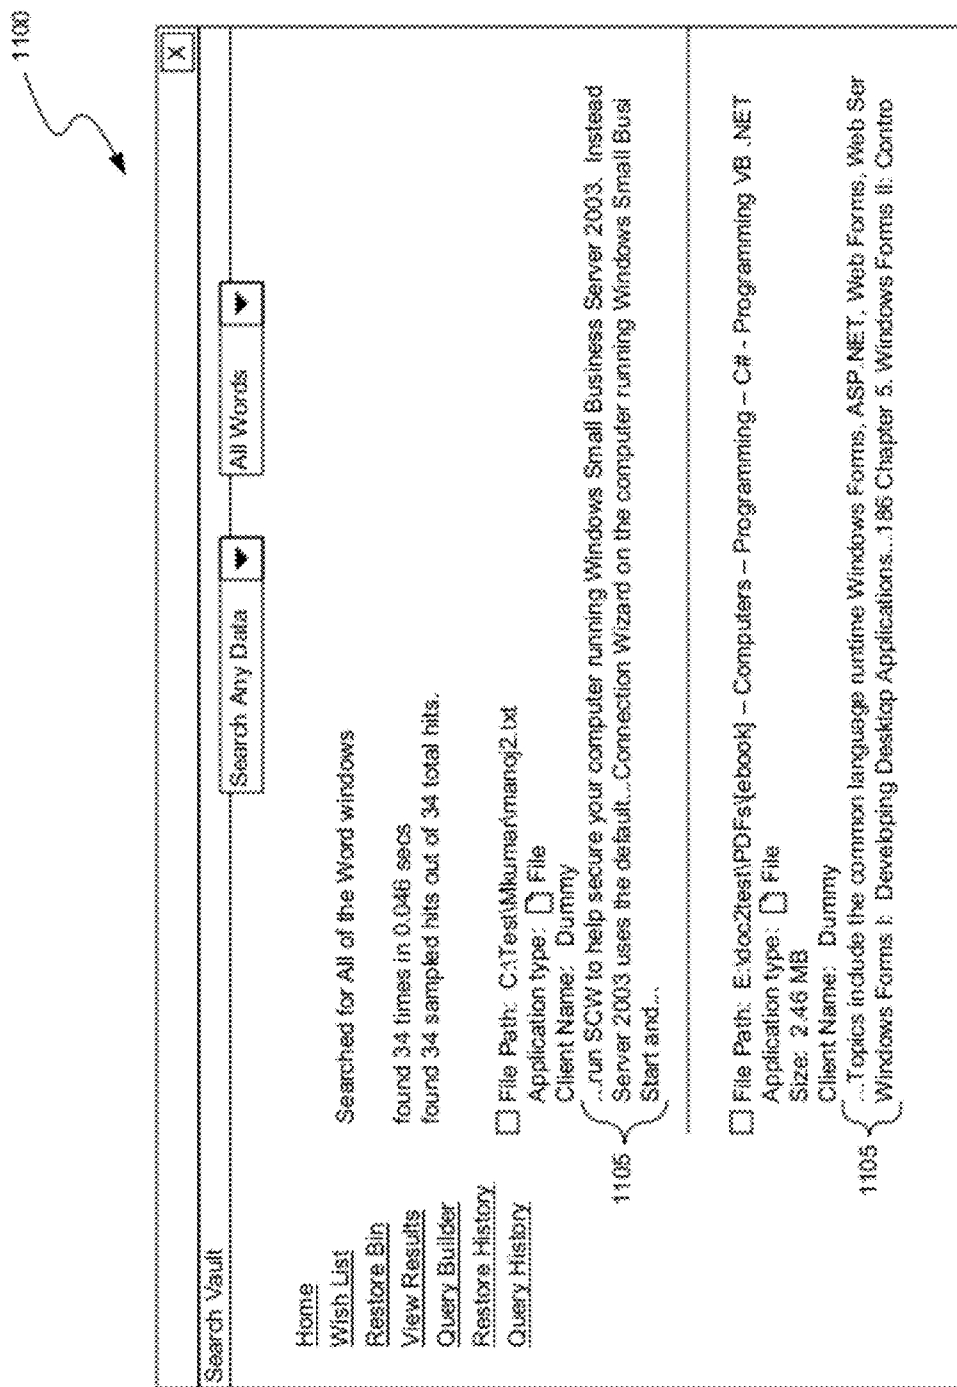 1100
X
Search Vault
Search Any Data
All Words
Home
Wish List
Restore Bin
View Results
Query Builder
Restore History
Query History
Searched for All of the Word windows
found 34 times in 0.046 secs
found 34 sampled hits out of 34 total hits.
File Path: C:\Test\Mkumar\manoj2.txt
Application type: File
Client Name: Dummy
...run SCW to help secure your computer running Windows Small Business Server 2003. Instead
Server 2003 uses the default...Connection Wizard on the computer running Windows Small Busi
Start and...
1105
File Path: E:\doc2test\PDFs\[ebook] – Computers – Programming – C# - Programming VB .NET
Application type: File
Size: 2.46 MB
Client Name: Dummy
...Topics include the common language runtime Windows Forms, ASP.NET, Web Forms, Web Ser
Windows Forms I: Developing Desktop Applications...186 Chapter 5, Windows Forms II: Contro
1105